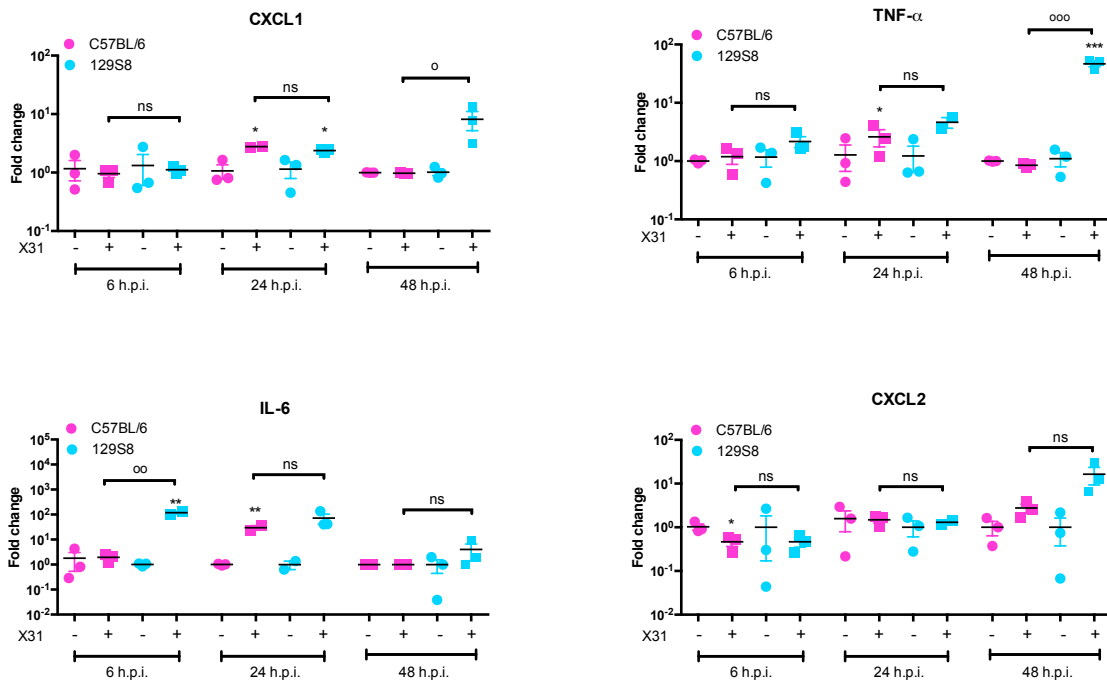 CXCL1
C57BL/6
129S8
Fold change
10²
10¹
10⁰
10⁻¹
ns
ns
o
*
*
X31
- + - + - + - + - + - +
6 h.p.i.
24 h.p.i.
48 h.p.i.
TNF-α
C57BL/6
129S8
Fold change
10²
10¹
10⁰
10⁻¹
ns
ns
ooo
*
***
X31
- + - + - + - + - + - +
6 h.p.i.
24 h.p.i.
48 h.p.i.
IL-6
C57BL/6
129S8
Fold change
10⁵
10⁴
10³
10²
10¹
10⁰
10⁻¹
10⁻²
oo
ns
ns
**
**
X31
- + - + - + - + - + - +
6 h.p.i.
24 h.p.i.
48 h.p.i.
CXCL2
C57BL/6
129S8
Fold change
10²
10¹
10⁰
10⁻¹
10⁻²
ns
ns
ns
*
X31
- + - + - + - + - + - +
6 h.p.i.
24 h.p.i.
48 h.p.i.